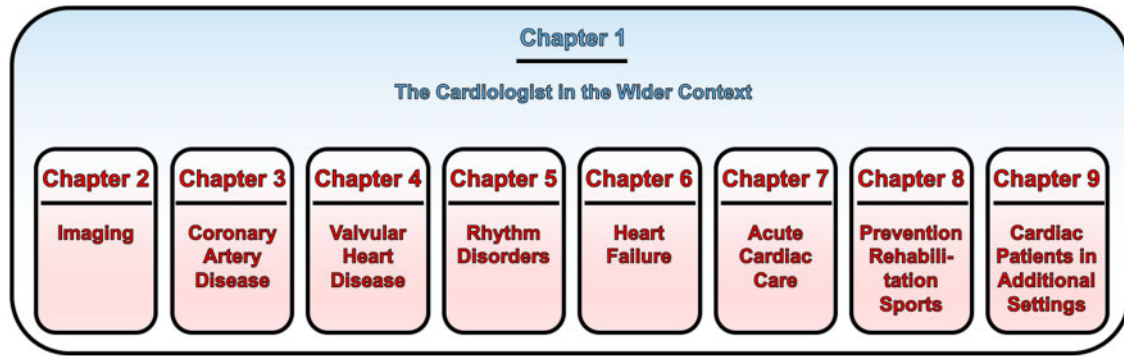 Chapter 1
The Cardiologist in the Wider Context
Chapter 2
Imaging
Chapter 3
Coronary
Artery
Disease
Chapter 4
Valvular
Heart
Disease
Chapter 5
Rhythm
Disorders
Chapter 6
Heart
Failure
Chapter 7
Acute
Cardiac
Care
Chapter 8
Prevention
Rehabili-
tation
Sports
Chapter 9
Cardiac
Patients in
Additional
Settings